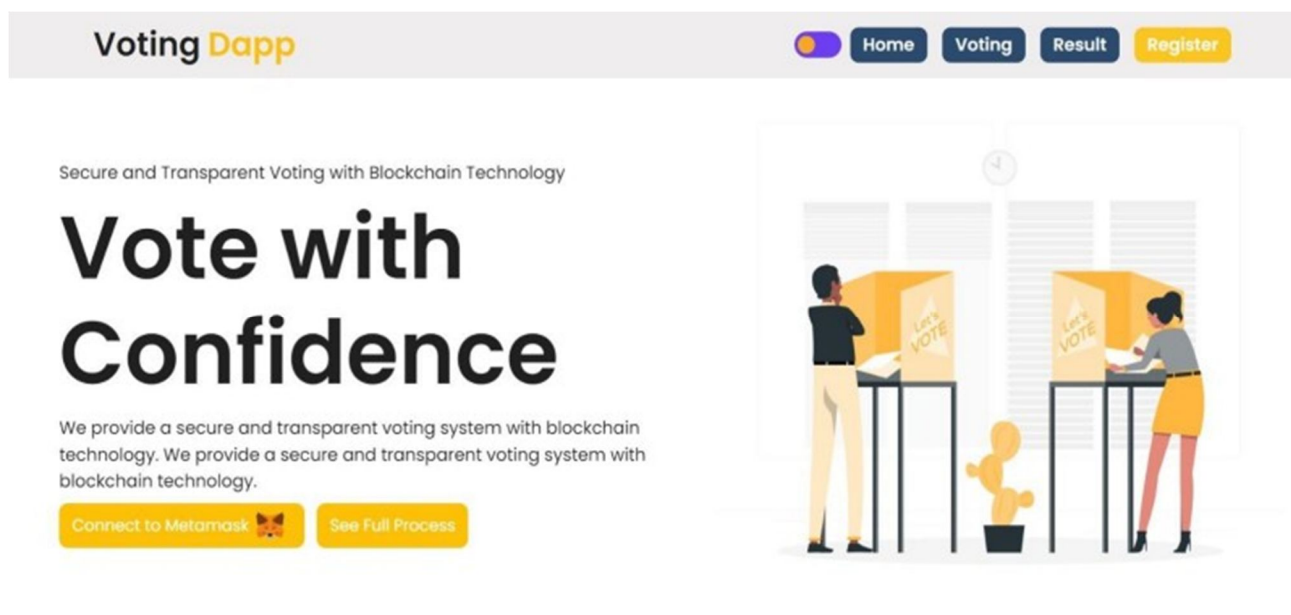 Voting Dapp
Home Voting Result Register
Secure and Transparent Voting with Blockchain Technology
Vote with
Confidence
We provide a secure and transparent voting system with blockchain
technology. We provide a secure and transparent voting system with
blockchain technology.
Connect to Metamask See Full Process
Let's
VOTE
Let's
VOTE